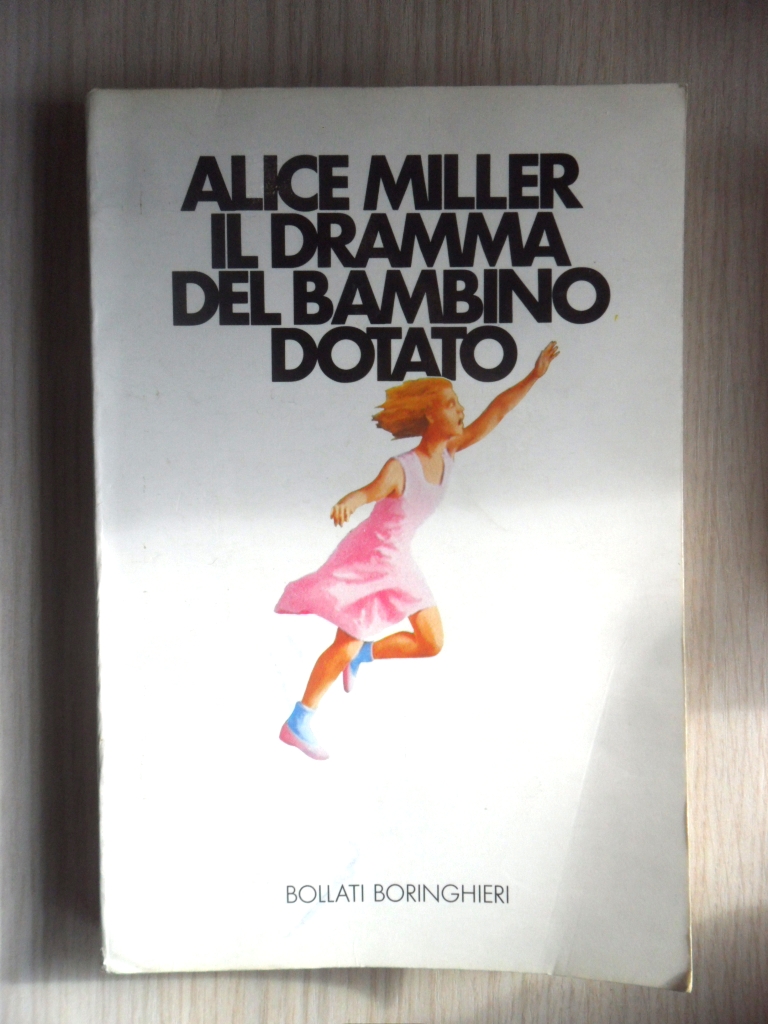 ALICE MILLER
IL DRAMMA
DEL BAMBINO
DOTATO
BOLLATI BORINGHIERI